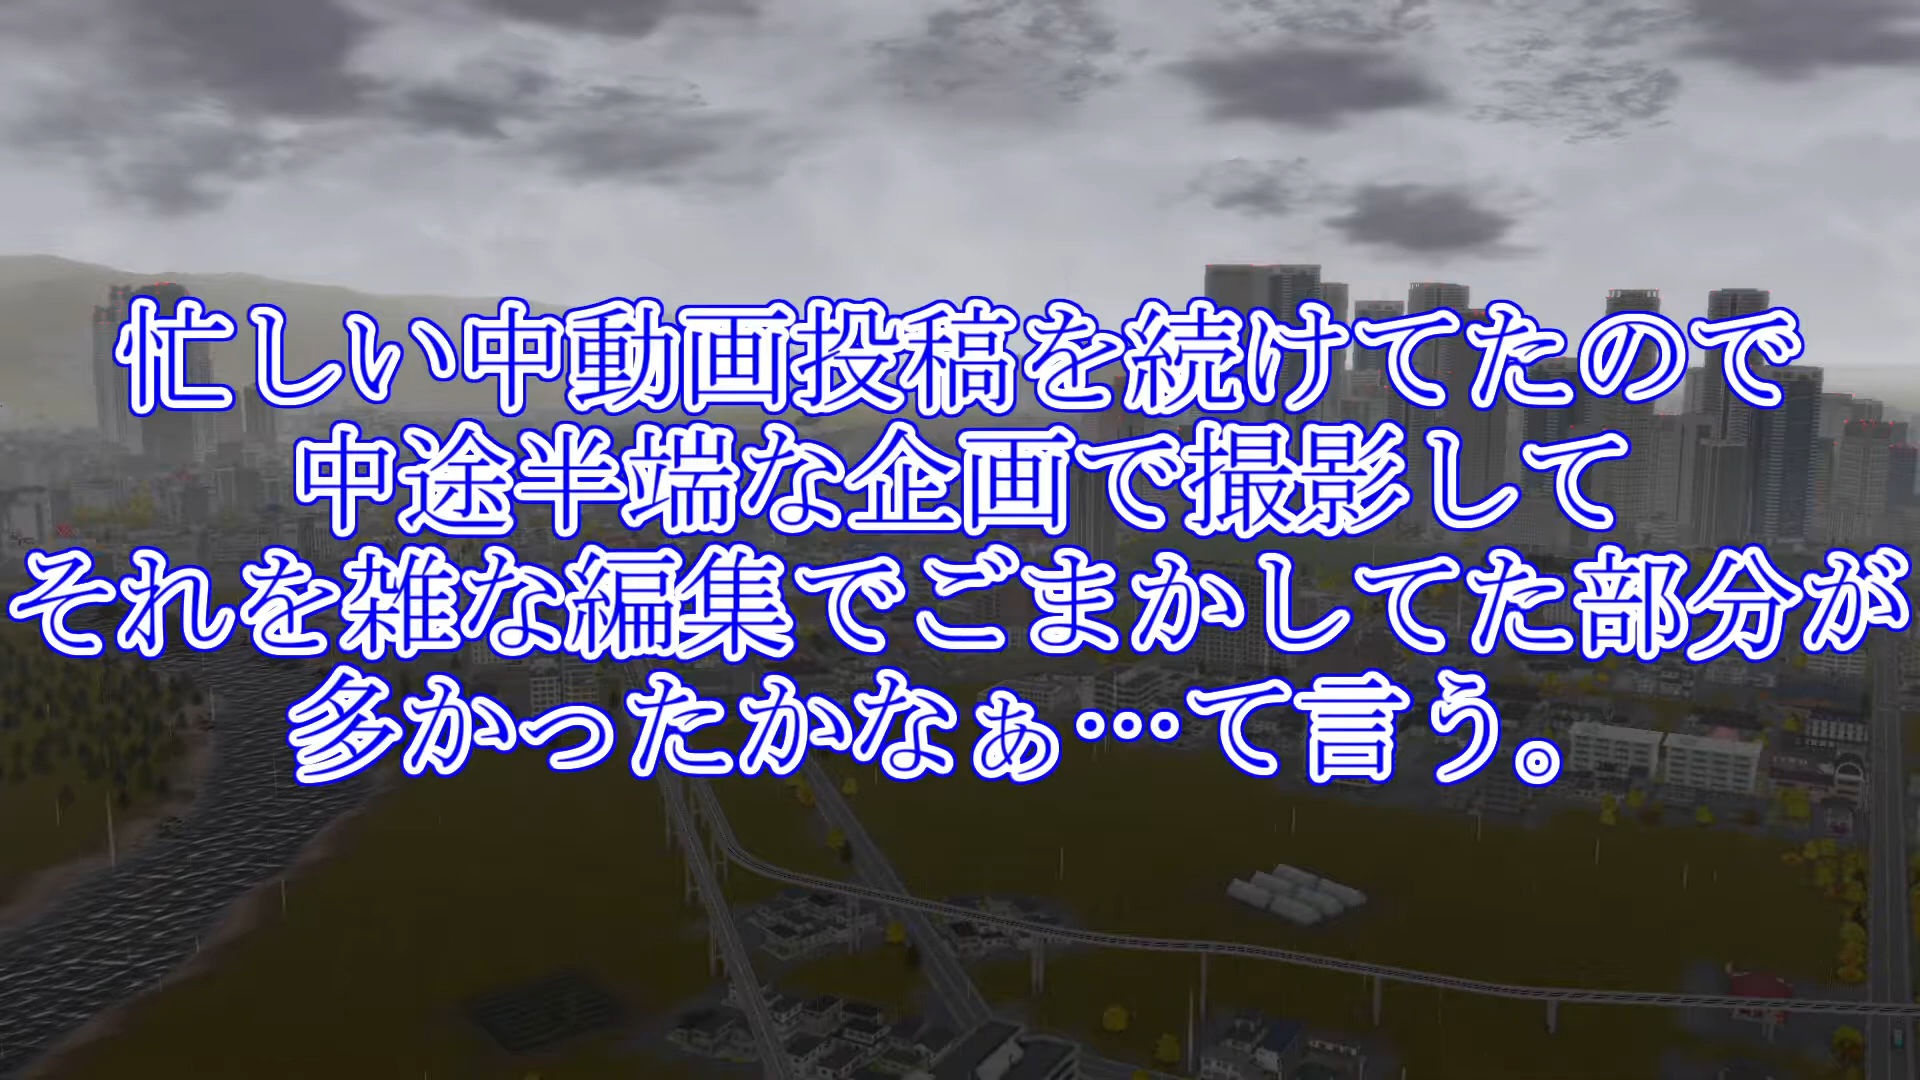 忙しい中動画投稿を続けてたので
中途半端な企画で撮影して
それを雑な編集でごまかしてた部分が
多かったかなぁ…て言う。